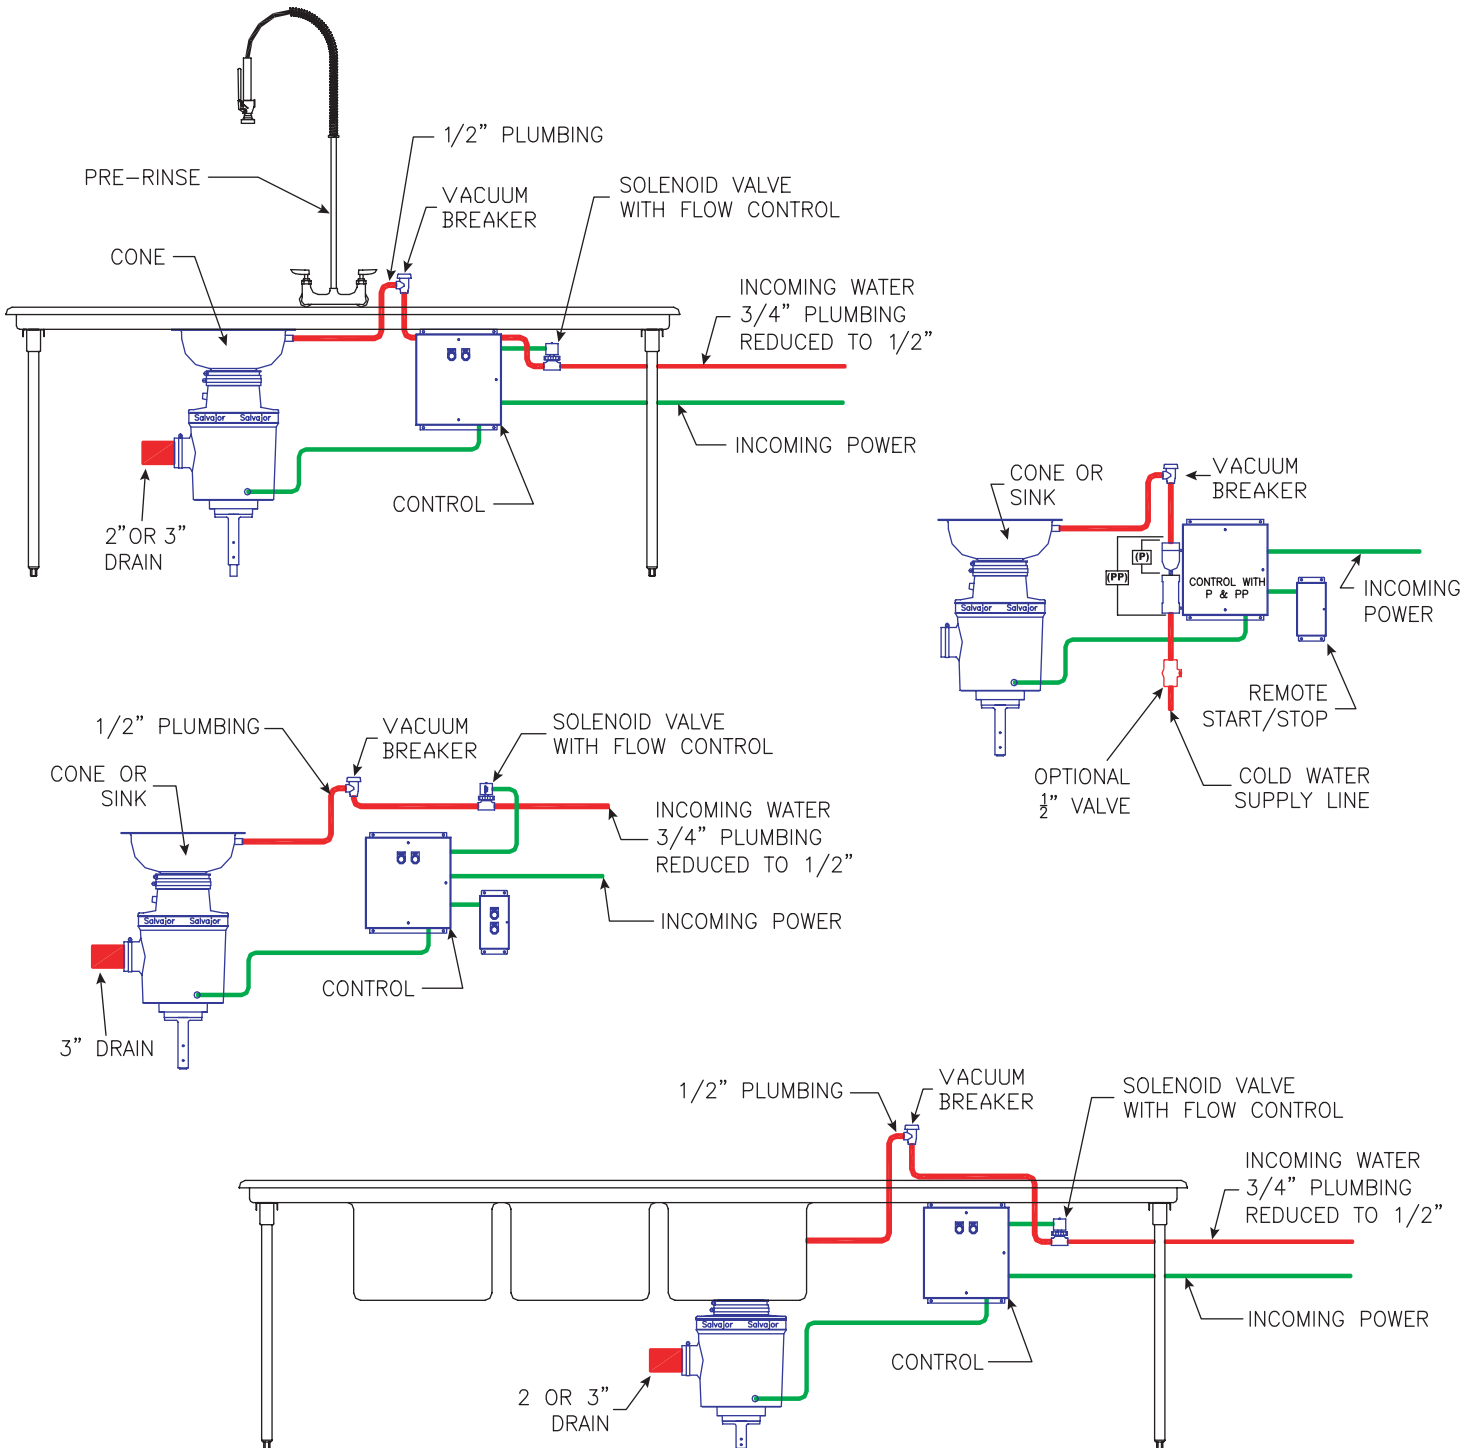 1/2" PLUMBING
PRE-RINSE
VACUUM
BREAKER
SOLENOID VALVE
WITH FLOW CONTROL
CONE
INCOMING WATER
3/4" PLUMBING
REDUCED TO 1/2"
Salvajor Salvajor
INCOMING POWER
CONTROL
2" OR 3"
DRAIN
CONE OR
SINK
VACUUM
BREAKER
(P)
(PP)
CONTROL WITH
P & PP
INCOMING
POWER
Salvajor Salvajor
REMOTE
START/STOP
OPTIONAL
1/2" VALVE
COLD WATER
SUPPLY LINE
1/2" PLUMBING
VACUUM
BREAKER
SOLENOID VALVE
WITH FLOW CONTROL
CONE OR
SINK
INCOMING WATER
3/4" PLUMBING
REDUCED TO 1/2"
Salvajor Salvajor
INCOMING POWER
CONTROL
3" DRAIN
1/2" PLUMBING
VACUUM
BREAKER
SOLENOID VALVE
WITH FLOW CONTROL
INCOMING WATER
3/4" PLUMBING
REDUCED TO 1/2"
Salvajor Salvajor
INCOMING POWER
CONTROL
2 OR 3"
DRAIN